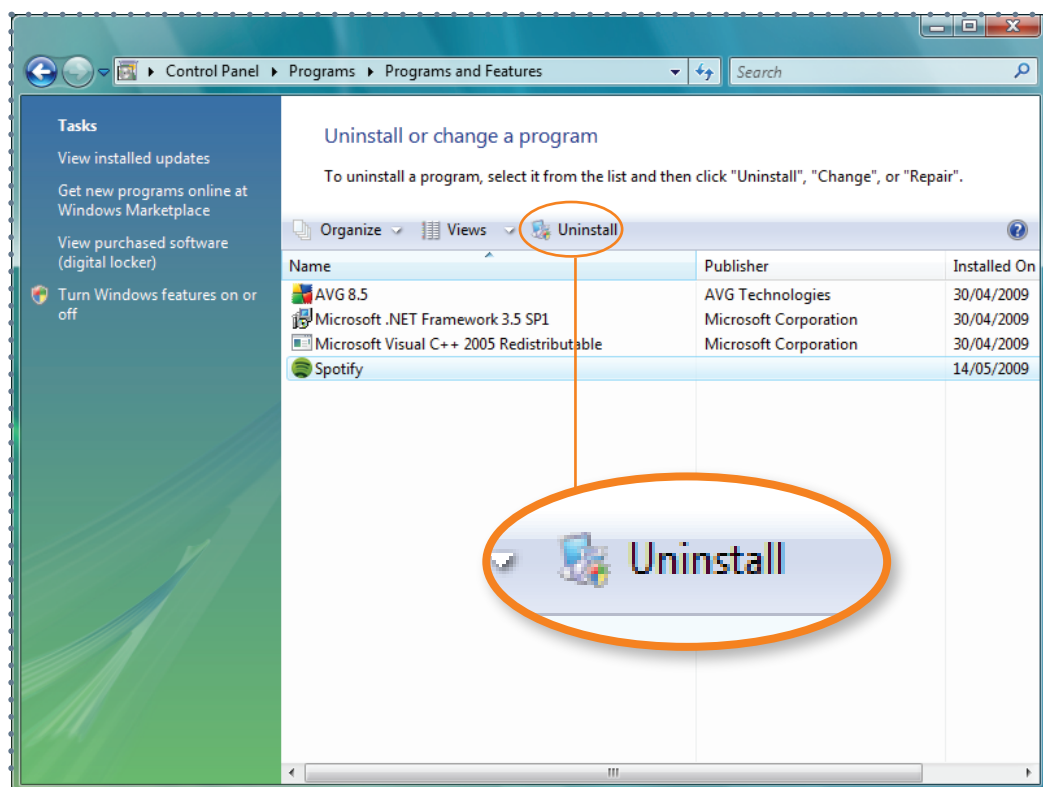 Control Panel Programs Programs and Features Search
Tasks
View installed updates
Get new programs online at
Windows Marketplace
View purchased software
(digital locker)
Turn Windows features on or
off
Uninstall or change a program
To uninstall a program, select it from the list and then click "Uninstall", "Change", or "Repair".
Organize Views Uninstall
Name Publisher Installed On
AVG 8.5 AVG Technologies 30/04/2009
Microsoft .NET Framework 3.5 SP1 Microsoft Corporation 30/04/2009
Microsoft Visual C++ 2005 Redistributable Microsoft Corporation 30/04/2009
Spotify 14/05/2009
Uninstall